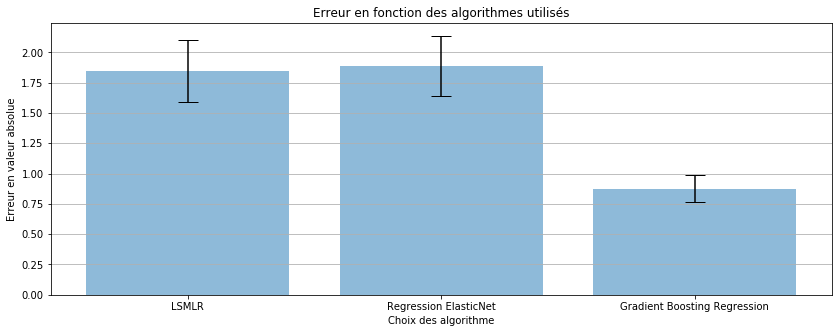 Erreur en fonction des algorithmes utilisés
Erreur en valeur absolue
2.00
1.75
1.50
1.25
1.00
0.75
0.50
0.25
0.00
LSMLR
Regression ElasticNet
Gradient Boosting Regression
Choix des algorithme